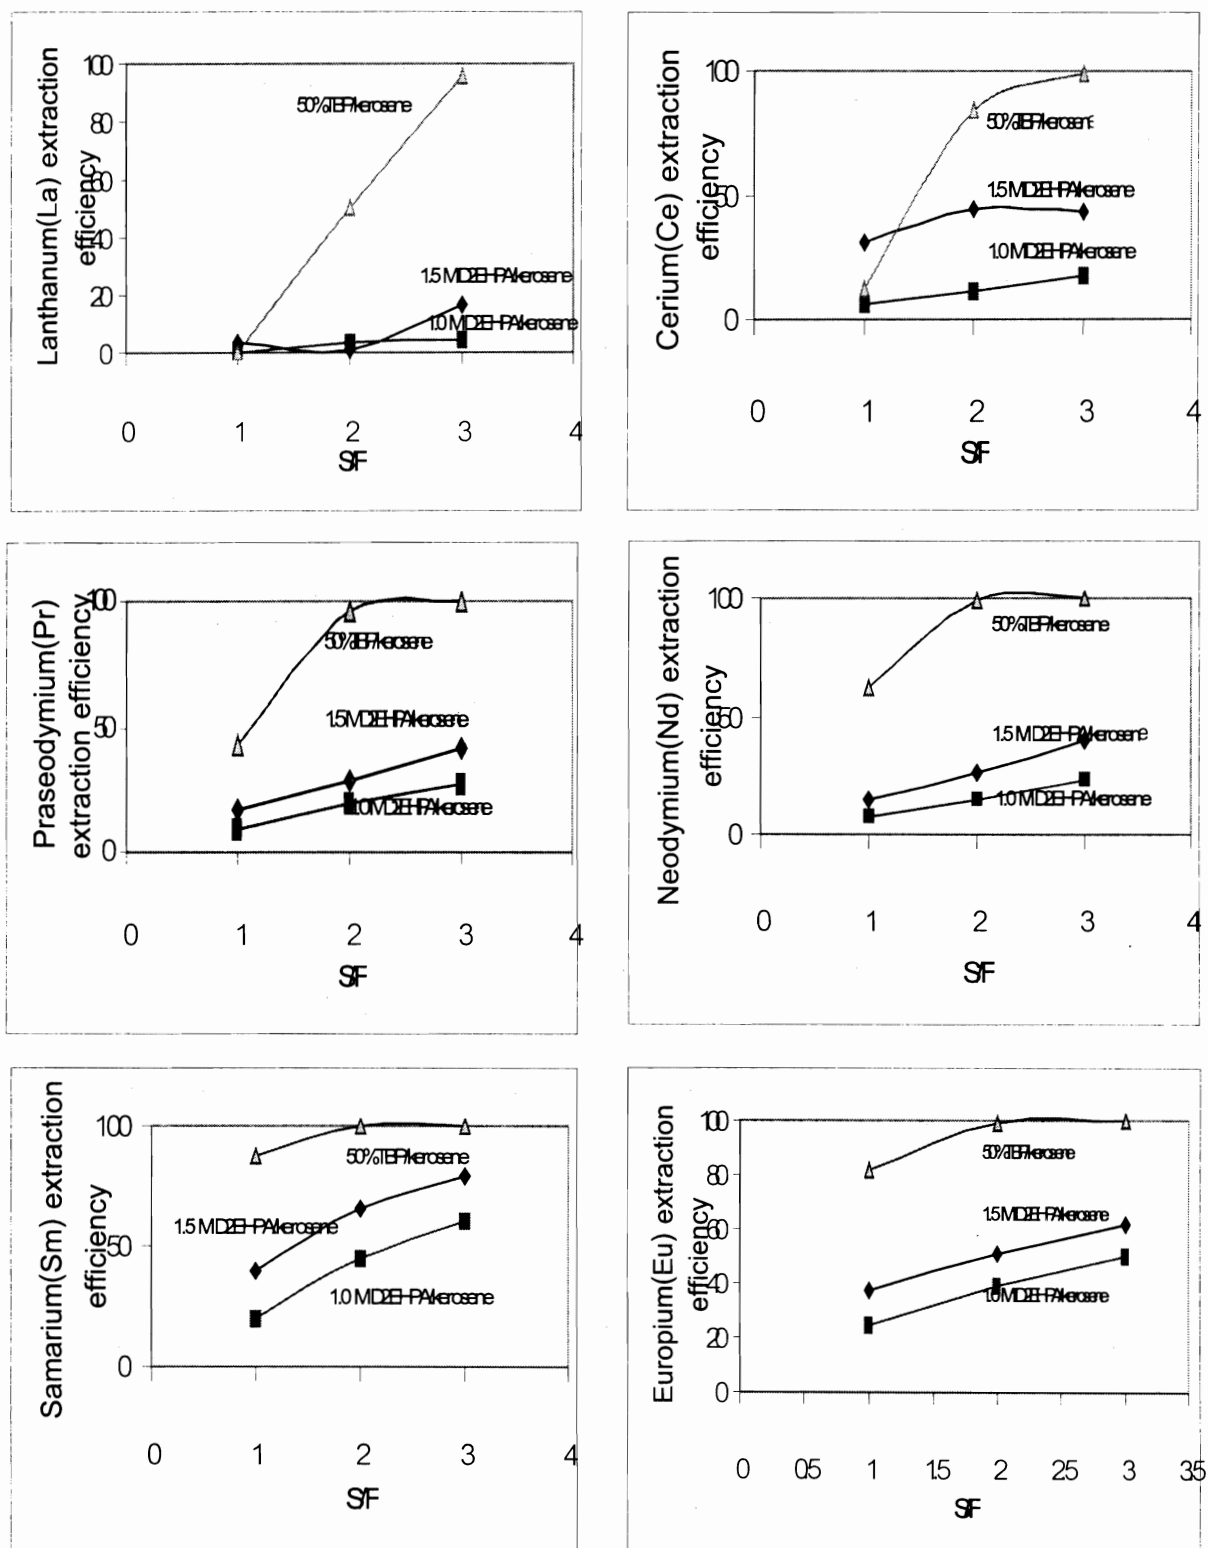 Lanthanum(La) extraction
efficiency
100
80
60
40
20
0
50%TBP/kerosene
1.5 MD2EHPA/kerosene
1.0 MD2EHPA/kerosene
0 1 2 3 4
S/F
Cerium(Ce) extraction
efficiency
100
50
0
50%TBP/kerosene
1.5 MD2EHPA/kerosene
1.0 MD2EHPA/kerosene
0 1 2 3 4
S/F
Praseodymium(Pr)
extraction efficiency
100
50
0
50%TBP/kerosene
1.5MD2EHPA/kerosene
1.0MD2EHPA/kerosene
0 1 2 3 4
S/F
Neodymium(Nd) extraction
efficiency
100
50
0
50%TBP/kerosene
1.5 MD2EHPA/kerosene
1.0 MD2EHPA/kerosene
0 1 2 3 4
S/F
Samarium(Sm) extraction
efficiency
100
50
0
50%TBP/kerosene
1.5 MD2EHPA/kerosene
1.0 MD2EHPA/kerosene
0 1 2 3 4
S/F
Europium(Eu) extraction
efficiency
100
80
60
40
20
0
50%TBP/kerosene
1.5 MD2EHPA/kerosene
1.0 MD2EHPA/kerosene
0 0.5 1 1.5 2 2.5 3 3.5
S/F